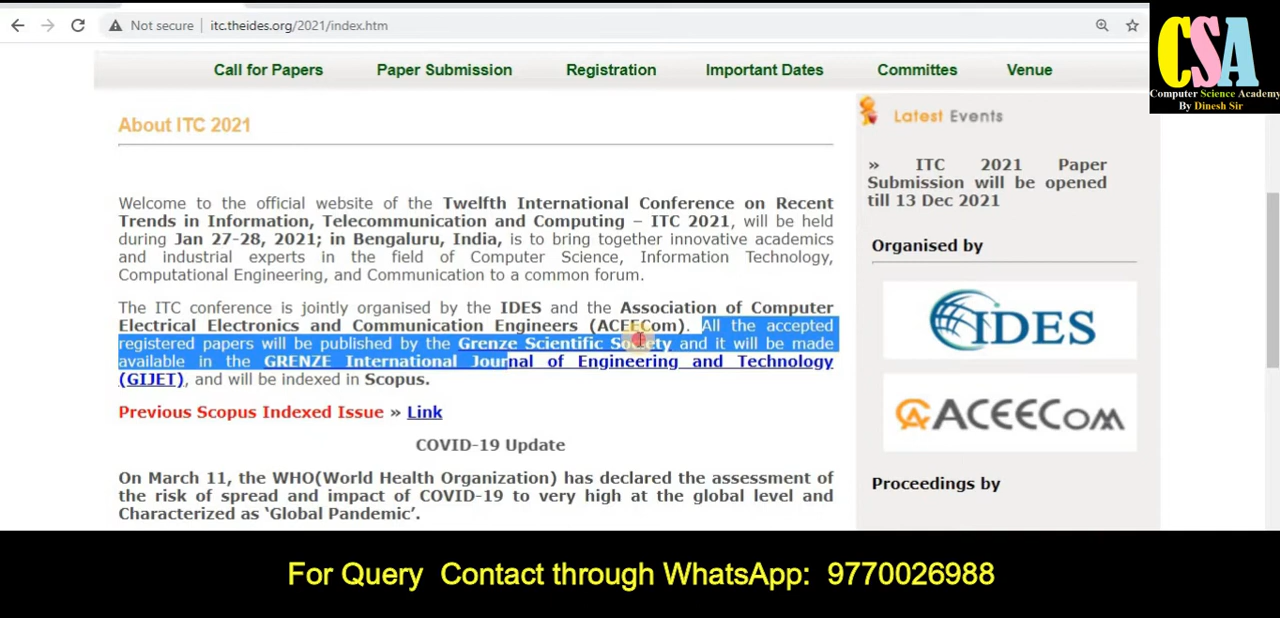 Not secure
itc.theides.org/2021/index.htm
CSA
Computer Science Academy
By Dinesh Sir
Call for Papers
Paper Submission
Registration
Important Dates
Committes
Venue
About ITC 2021
Welcome to the official website of the Twelfth International Conference on Recent
Trends in Information, Telecommunication and Computing – ITC 2021, will be held
during Jan 27-28, 2021; in Bengaluru, India, is to bring together innovative academics
and industrial experts in the field of Computer Science, Information Technology,
Computational Engineering, and Communication to a common forum.
The ITC conference is jointly organised by the IDES and the Association of Computer
Electrical Electronics and Communication Engineers (ACEECom). All the accepted
registered papers will be published by the Grenze Scientific Society and it will be made
available in the GRENZE International Journal of Engineering and Technology
(GIJET), and will be indexed in Scopus.
Previous Scopus Indexed Issue » Link
COVID-19 Update
On March 11, the WHO(World Health Organization) has declared the assessment of
the risk of spread and impact of COVID-19 to very high at the global level and
Characterized as ‘Global Pandemic’.
Latest Events
» ITC 2021 Paper
Submission will be opened
till 13 Dec 2021
Organised by
IDES
ACEECOM
Proceedings by
For Query Contact through WhatsApp: 9770026988